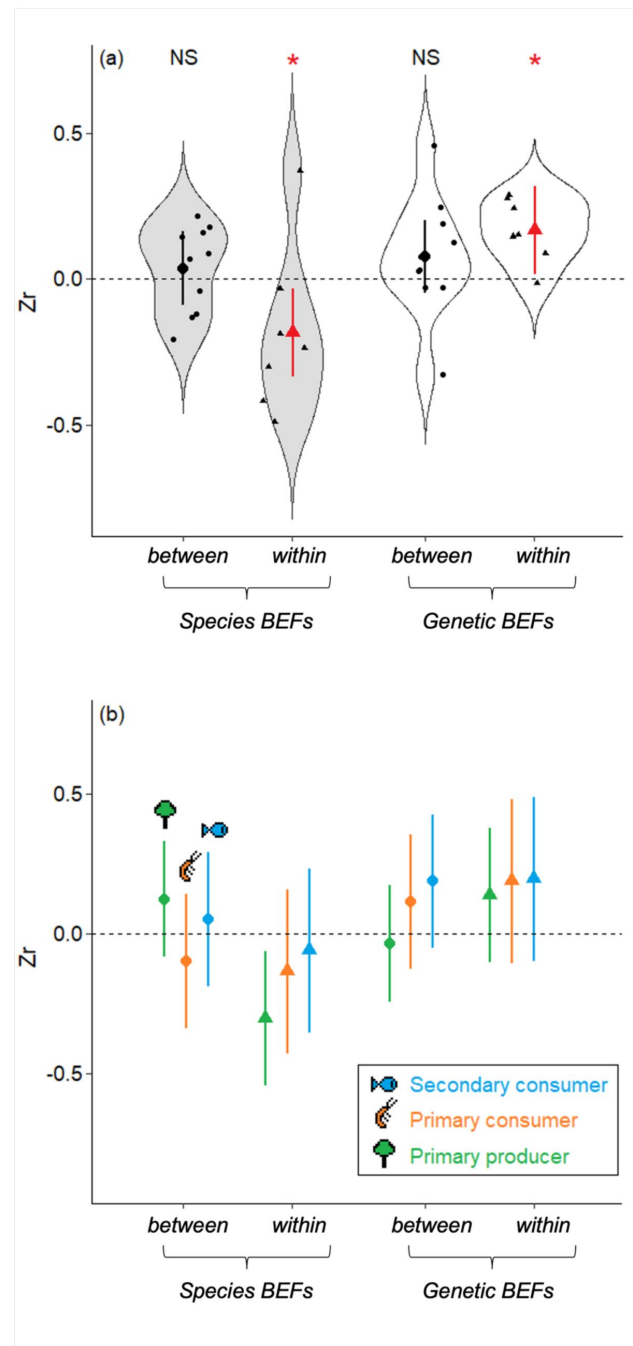 (a)
NS * NS *
0.5
0.0
-0.5
Zr
between within between within
Species BEFs Genetic BEFs
(b)
0.5
0.0
-0.5
Zr
Secondary consumer
Primary consumer
Primary producer
between within between within
Species BEFs Genetic BEFs